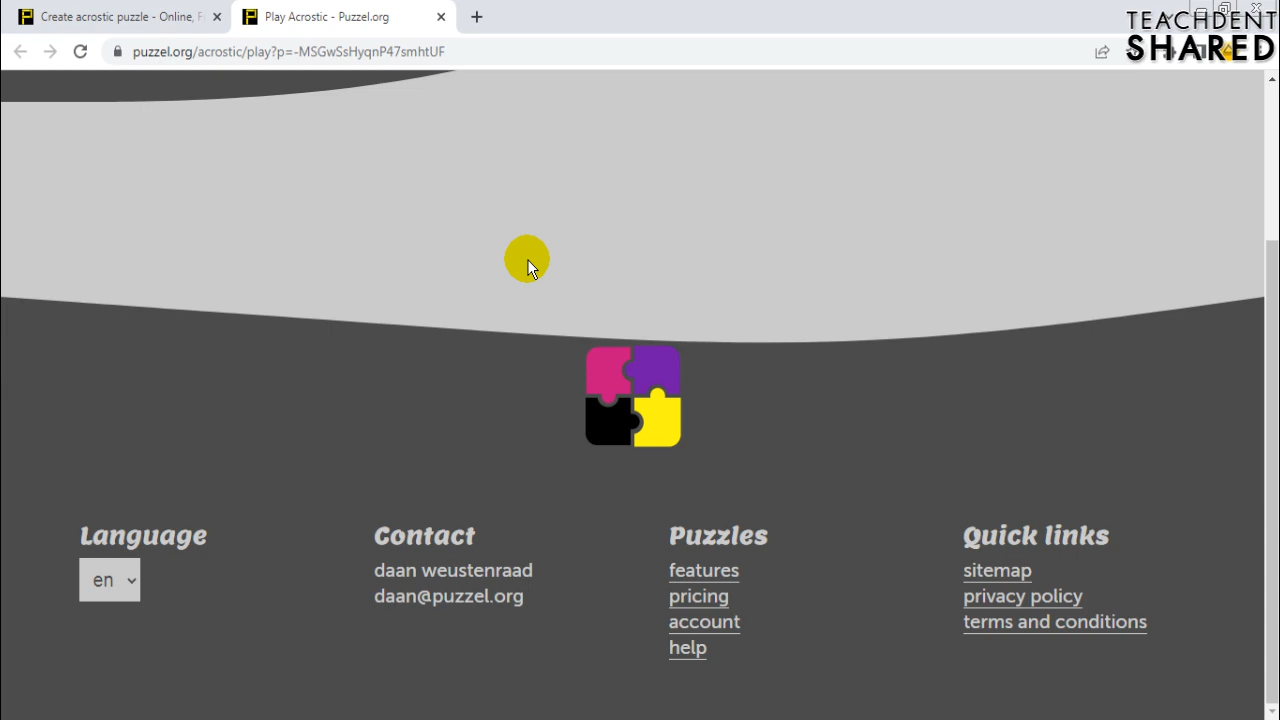 Create acrostic puzzle - Online, F
Play Acrostic - Puzzel.org
TEACHDENT
SHARED
puzzel.org/acrostic/play?p=-MSGwSsHyqnP47smhtUF
Language
en
Contact
daan weustenraad
daan@puzzel.org
Puzzles
features
pricing
account
help
Quick links
sitemap
privacy policy
terms and conditions